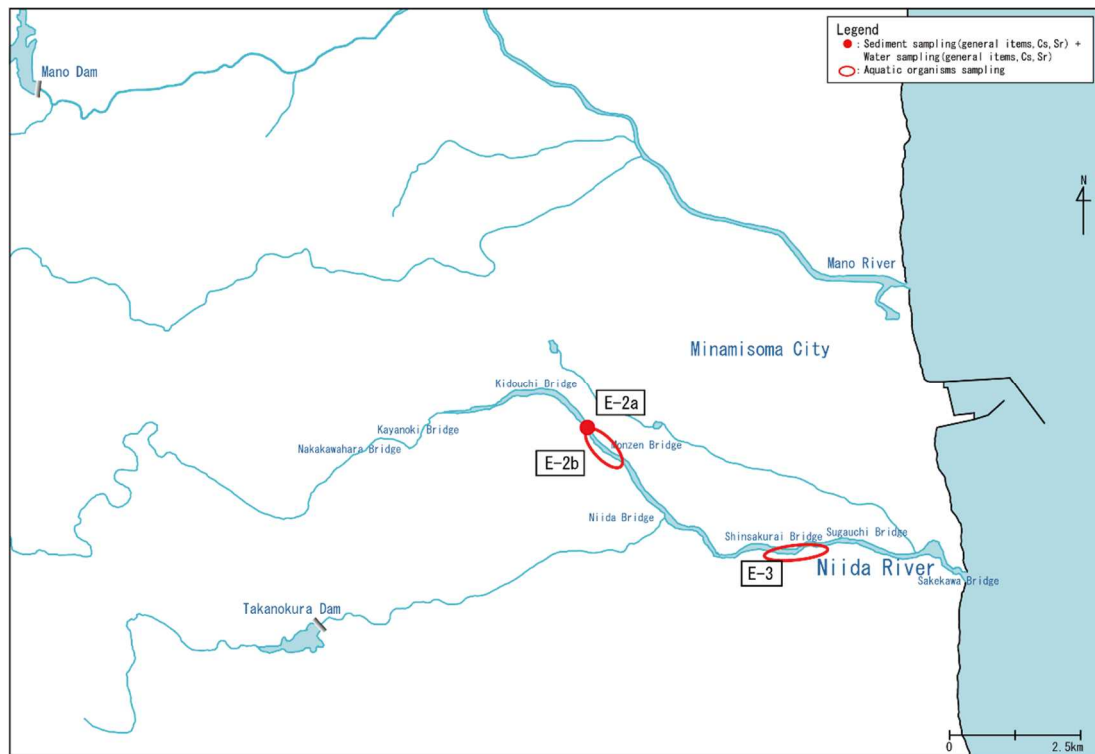 Legend
: Sediment sampling(general items,Cs,Sr) +
Water sampling(general items,Cs,Sr)
: Aquatic organisms sampling
Mano Dam
N
Mano River
Minamisoma City
Kidouchi Bridge
E-2a
Kayanoki Bridge
Monzen Bridge
Nakakawahara Bridge
E-2b
Niida Bridge
Shinsakurai Bridge
Sugauchi Bridge
E-3
Niida River
Sakekawa Bridge
Takanokura Dam
0
2.5km